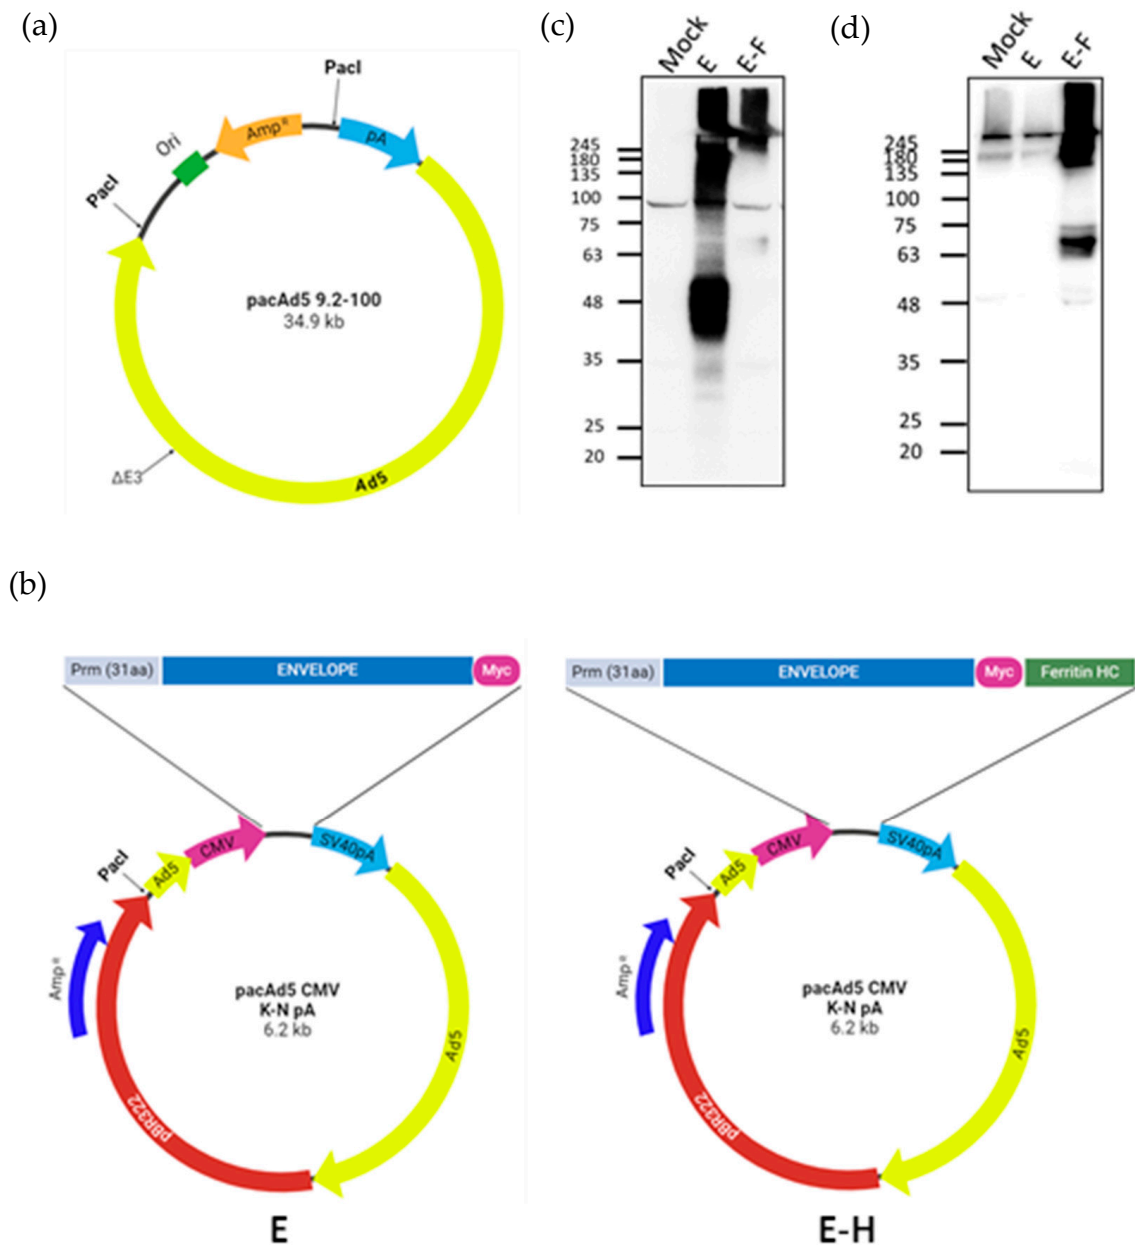 (a)
PacI
AmpR
pA
Ori
PacI
pacAd5 9.2-100
34.9 kb
ΔE3
Ad5
(c)
Mock
E
E-F
245
180
135
100
75
63
48
35
25
20
(d)
Mock
E
E-F
245
180
135
100
75
63
48
35
25
20
(b)
Prm (31aa) ENVELOPE Myc
CMV
SV40pA
PacI
Ad5
AmpR
pacAd5 CMV
K-N pA
6.2 kb
Ad5
pBR322
E
Prm (31aa) ENVELOPE Myc Ferritin HC
CMV
SV40pA
PacI
Ad5
AmpR
pacAd5 CMV
K-N pA
6.2 kb
Ad5
pBR322
E-H